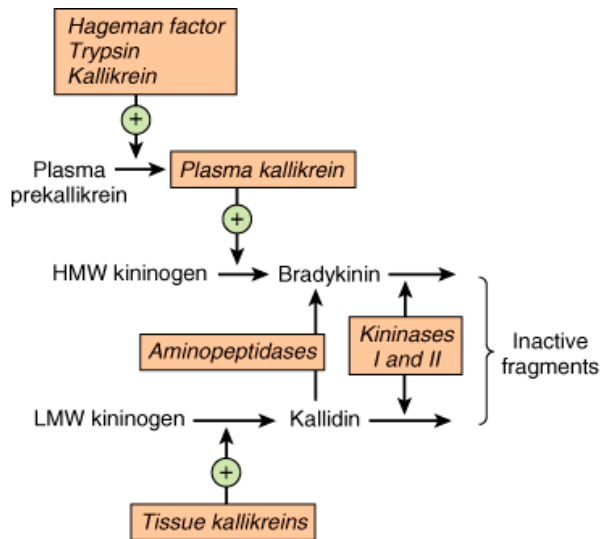 Hageman factor
Trypsin
Kallikrein
+
Plasma
prekallikrein
Plasma kallikrein
+
HMW kininogen
Bradykinin
Aminopeptidases
Kininases
I and II
Inactive
fragments
LMW kininogen
Kallidin
+
Tissue kallikreins